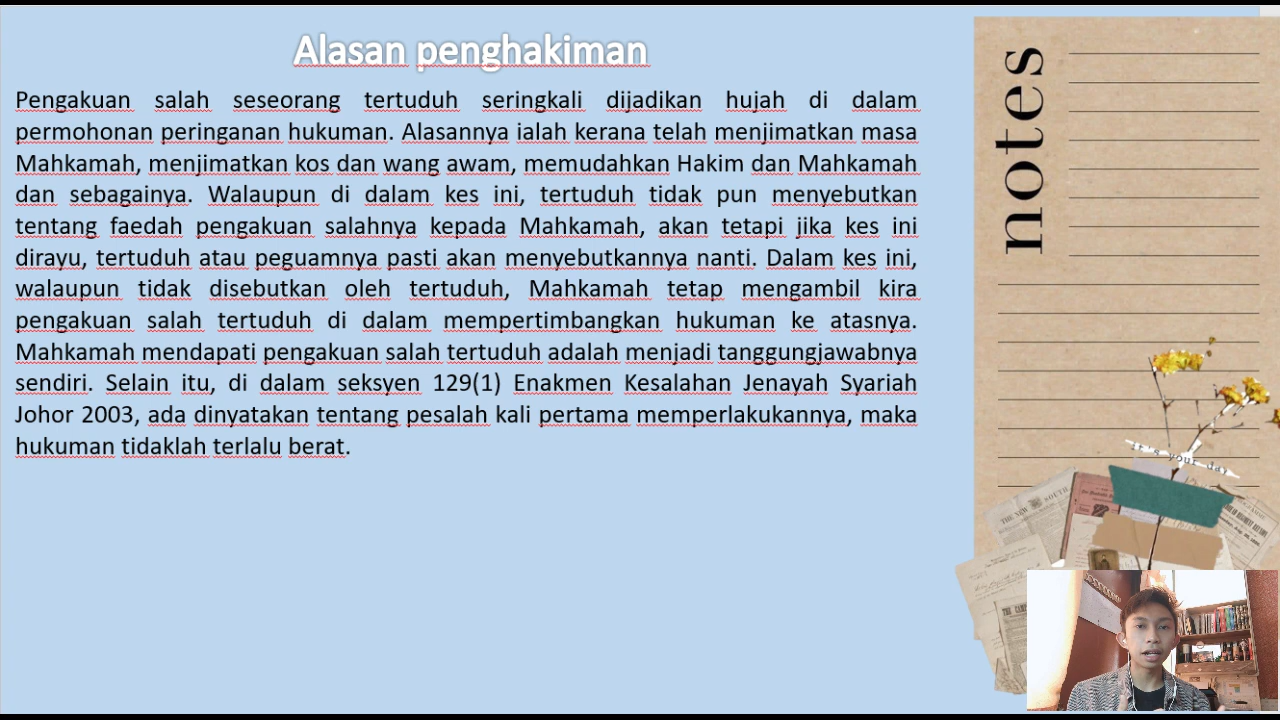 Alasan penghakiman
Pengakuan salah seseorang tertuduh seringkali dijadikan hujah di dalam
permohonan peringanan hukuman. Alasannya ialah kerana telah menjimatkan masa
Mahkamah, menjimatkan kos dan wang awam, memudahkan Hakim dan Mahkamah
dan sebagainya. Walaupun di dalam kes ini, tertuduh tidak pun menyebutkan
tentang faedah pengakuan salahnya kepada Mahkamah, akan tetapi jika kes ini
dirayu, tertuduh atau peguamnya pasti akan menyebutkannya nanti. Dalam kes ini,
walaupun tidak disebutkan oleh tertuduh, Mahkamah tetap mengambil kira
pengakuan salah tertuduh di dalam mempertimbangkan hukuman ke atasnya.
Mahkamah mendapati pengakuan salah tertuduh adalah menjadi tanggungjawabnya
sendiri. Selain itu, di dalam seksyen 129(1) Enakmen Kesalahan Jenayah Syariah
Johor 2003, ada dinyatakan tentang pesalah kali pertama memperlakukannya, maka
hukuman tidaklah terlalu berat.
notes
it's your day
THE NEW SOUTH